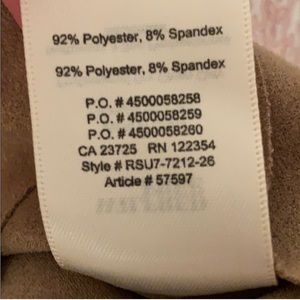 92% Polyester, 8% Spandex
92% Polyester, 8% Spandex
P.O. # 4500058258
P.O. # 4500058259
P.O. # 4500058260
CA 23725 RN 122354
Style # RSU7-7212-26
Article # 57597